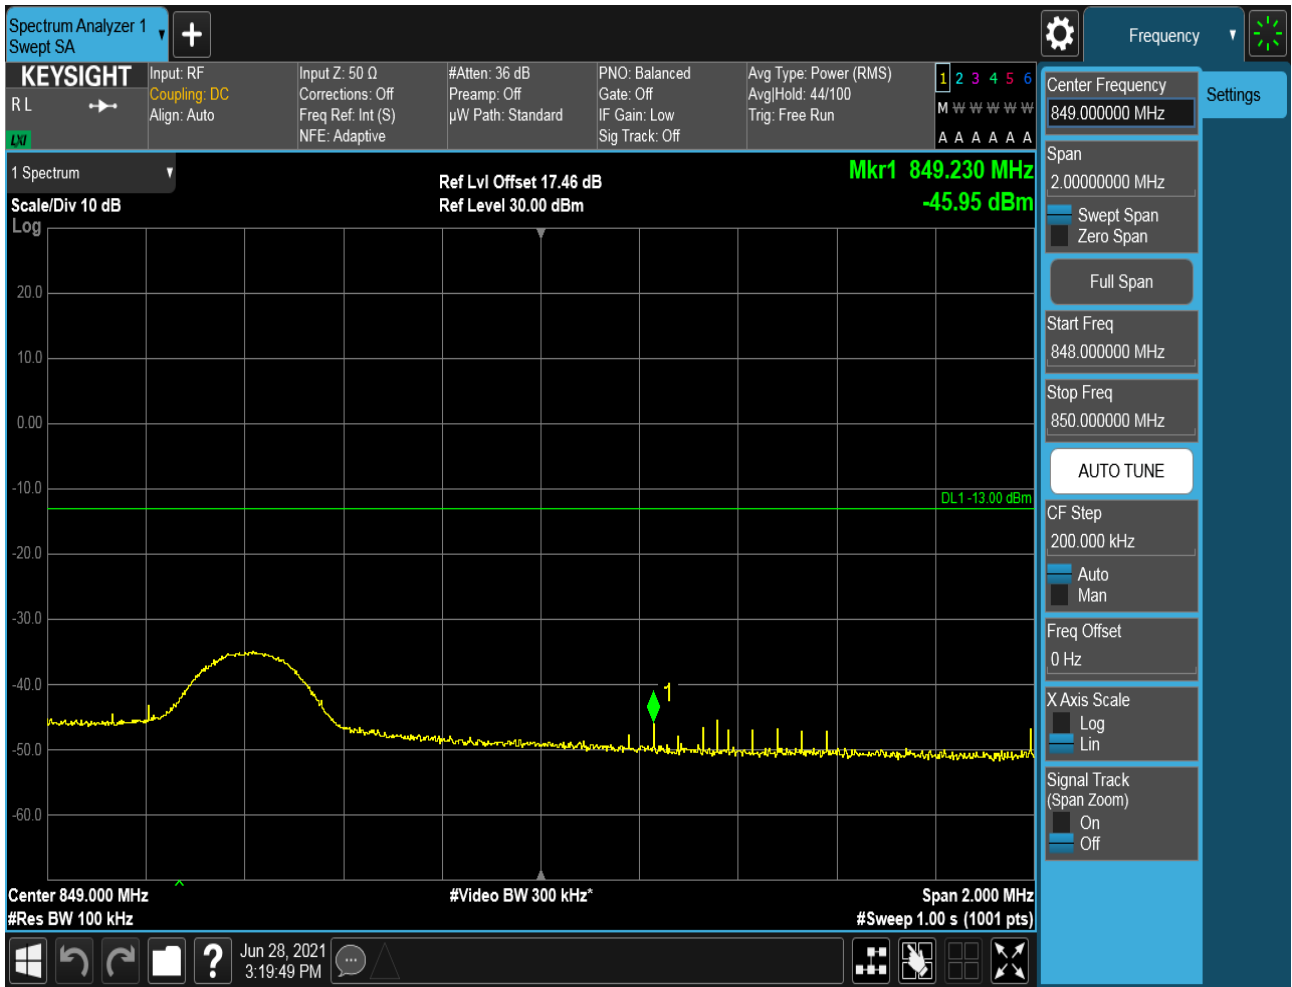 Spectrum Analyzer 1
Swept SA
Frequency
KEYSIGHT
R L
LXI
Input: RF
Coupling: DC
Align: Auto
Input Z: 50 Ω
Corrections: Off
Freq Ref: Int (S)
NFE: Adaptive
#Atten: 36 dB
Preamp: Off
µW Path: Standard
PNO: Balanced
Gate: Off
IF Gain: Low
Sig Track: Off
Avg Type: Power (RMS)
Avg|Hold: 44/100
Trig: Free Run
1 2 3 4 5 6
M W W W W W
A A A A A A
1 Spectrum
Scale/Div 10 dB
Log
Ref Lvl Offset 17.46 dB
Ref Level 30.00 dBm
Mkr1 849.230 MHz
-45.95 dBm
20.0
10.0
0.00
-10.0
-20.0
-30.0
-40.0
-50.0
-60.0
DL1 -13.00 dBm
1
Center 849.000 MHz
#Res BW 100 kHz
#Video BW 300 kHz*
Span 2.000 MHz
#Sweep 1.00 s (1001 pts)
Center Frequency
849.000000 MHz
Span
2.00000000 MHz
Swept Span
Zero Span
Full Span
Start Freq
848.000000 MHz
Stop Freq
850.000000 MHz
AUTO TUNE
CF Step
200.000 kHz
Auto
Man
Freq Offset
0 Hz
X Axis Scale
Log
Lin
Signal Track
(Span Zoom)
On
Off
Settings
Jun 28, 2021
3:19:49 PM